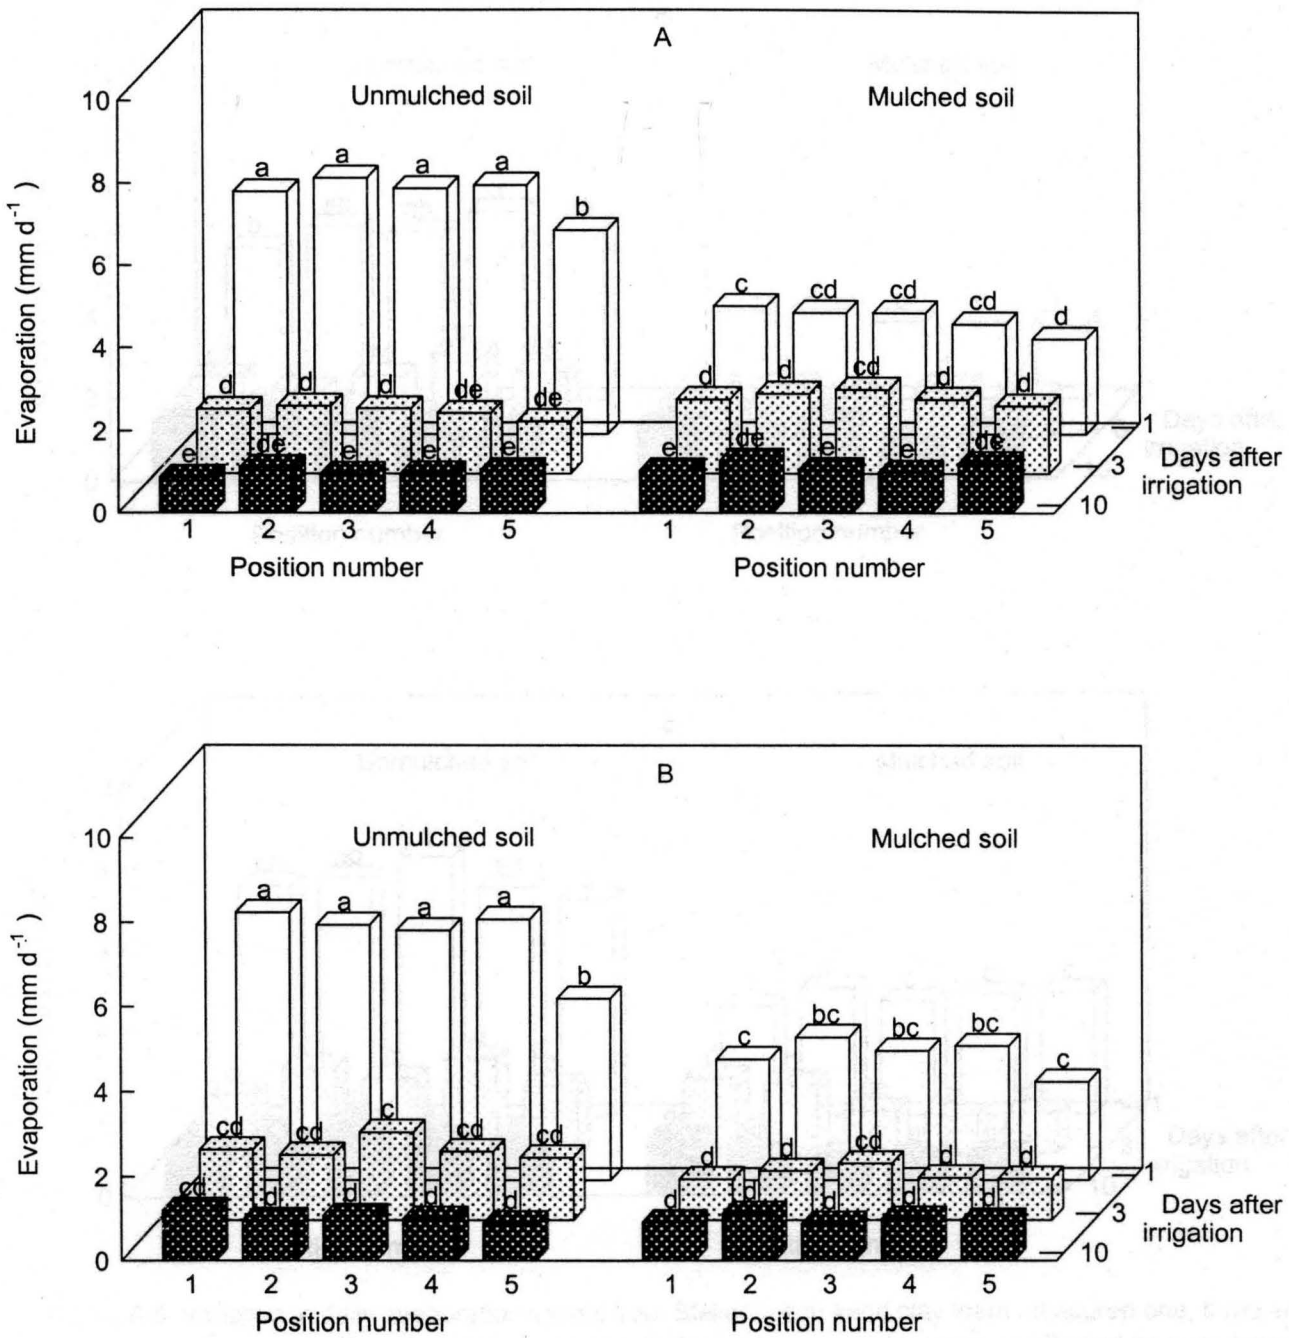 A
Unmulched soil Mulched soil
10
8
6
4
2
0
Evaporation (mm d⁻¹)
a a a a b c cd cd cd d
d d d de de d d cd d d
e de e e e e de e e de
1 2 3 4 5 1 2 3 4 5
Position number Position number
1
3
10
Days after
irrigation
B
Unmulched soil Mulched soil
10
8
6
4
2
0
Evaporation (mm d⁻¹)
a a a a b c bc bc bc c
cd cd c cd cd d d cd d d
cd d d d d d d d d d
1 2 3 4 5 1 2 3 4 5
Position number Position number
1
3
10
Days after
irrigation